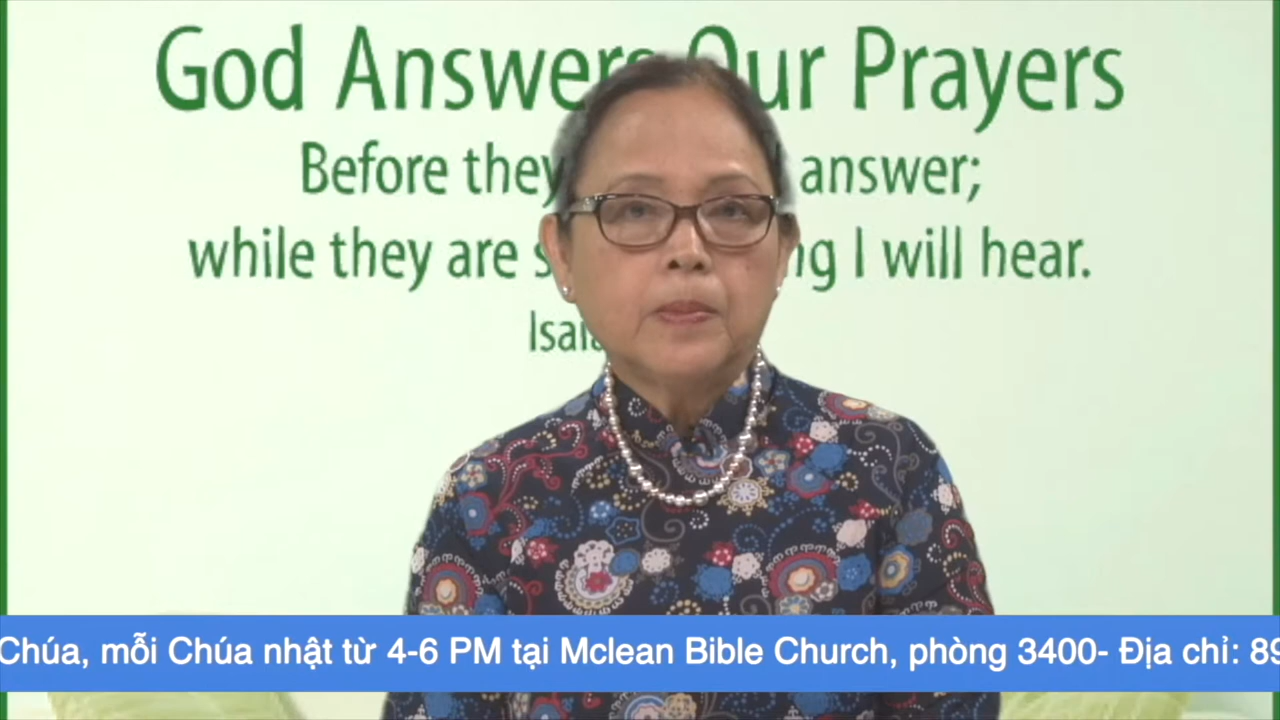 God Answers Our Prayers
Before they answer;
while they are I will hear.
Chúa, mỗi Chúa nhật từ 4-6 PM tại Mclean Bible Church, phòng 3400- Địa chỉ: 89